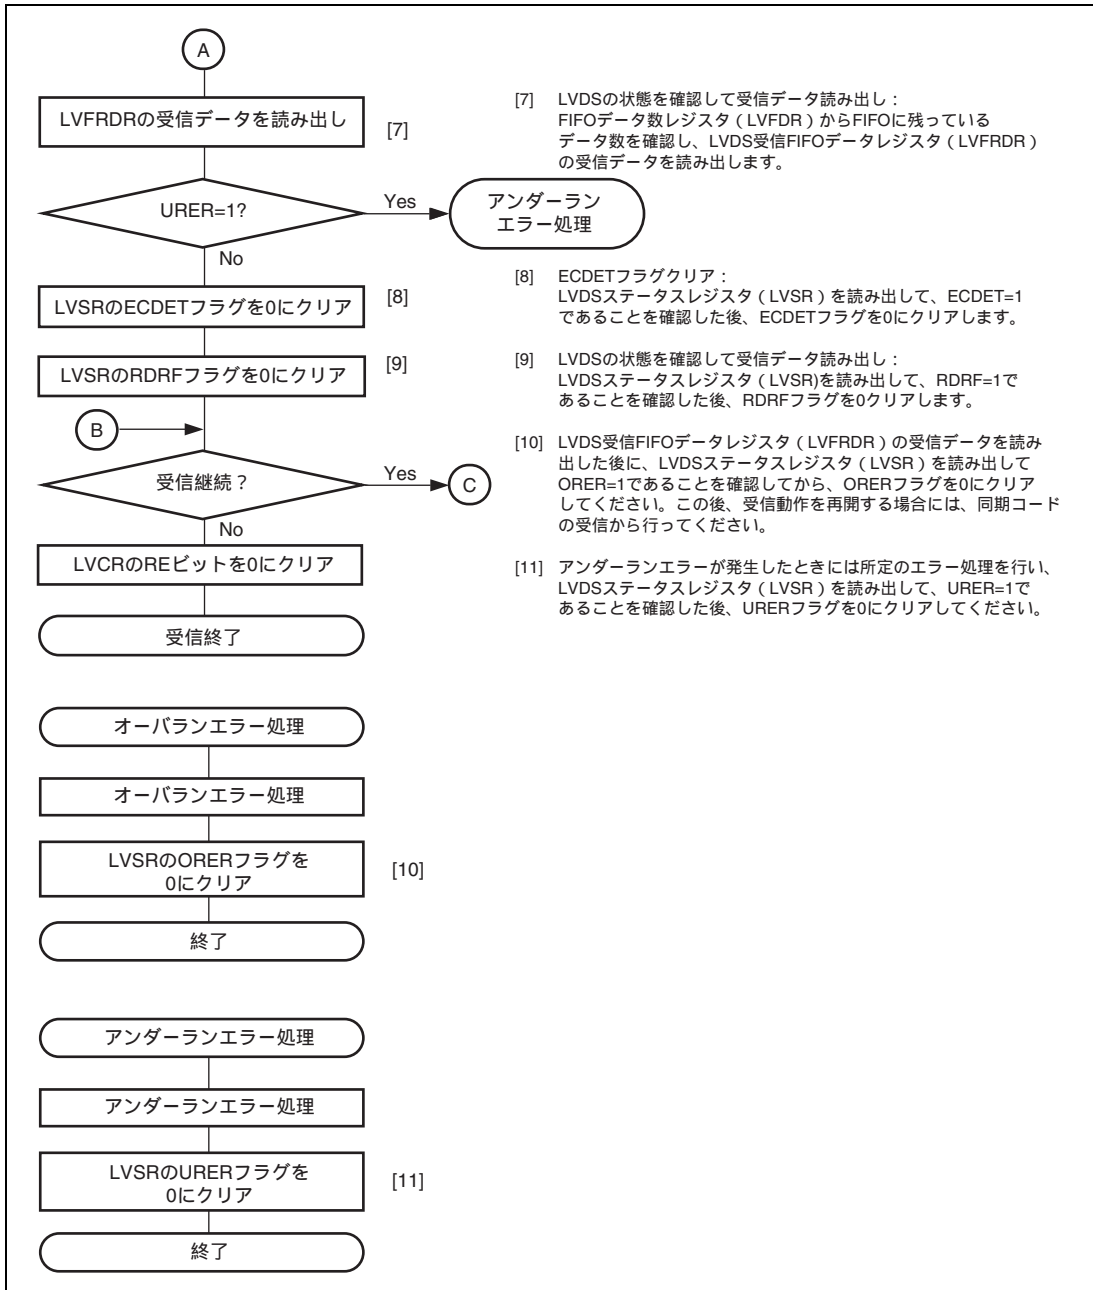 A
LVFRDRの受信データを読み出し
[7]
URER=1?
Yes
アンダーラン
エラー処理
No
LVSRのECDETフラグを0にクリア
[8]
LVSRのRDRFフラグを0にクリア
[9]
B
受信継続？
Yes
C
No
LVCRのREビットを0にクリア
受信終了
[7] LVDSの状態を確認して受信データ読み出し：
FIFOデータ数レジスタ（LVFDR）からFIFOに残っている
データ数を確認し、LVDS受信FIFOデータレジスタ（LVFRDR）
の受信データを読み出します。
[8] ECDETフラグクリア：
LVDSステータスレジスタ（LVSR）を読み出して、ECDET=1
であることを確認した後、ECDETフラグを0にクリアします。
[9] LVDSの状態を確認して受信データ読み出し：
LVDSステータスレジスタ（LVSR)を読み出して、RDRF=1で
あることを確認した後、RDRFフラグを0クリアします。
[10] LVDS受信FIFOデータレジスタ（LVFRDR）の受信データを読み
出した後に、LVDSステータスレジスタ（LVSR）を読み出して
ORER=1であることを確認してから、ORERフラグを0にクリア
してください。この後、受信動作を再開する場合には、同期コード
の受信から行ってください。
[11] アンダーランエラーが発生したときには所定のエラー処理を行い、
LVDSステータスレジスタ（LVSR）を読み出して、URER=1で
あることを確認した後、URERフラグを0にクリアしてください。
オーバランエラー処理
オーバランエラー処理
LVSRのORERフラグを
0にクリア
[10]
終了
アンダーランエラー処理
アンダーランエラー処理
LVSRのURERフラグを
0にクリア
[11]
終了